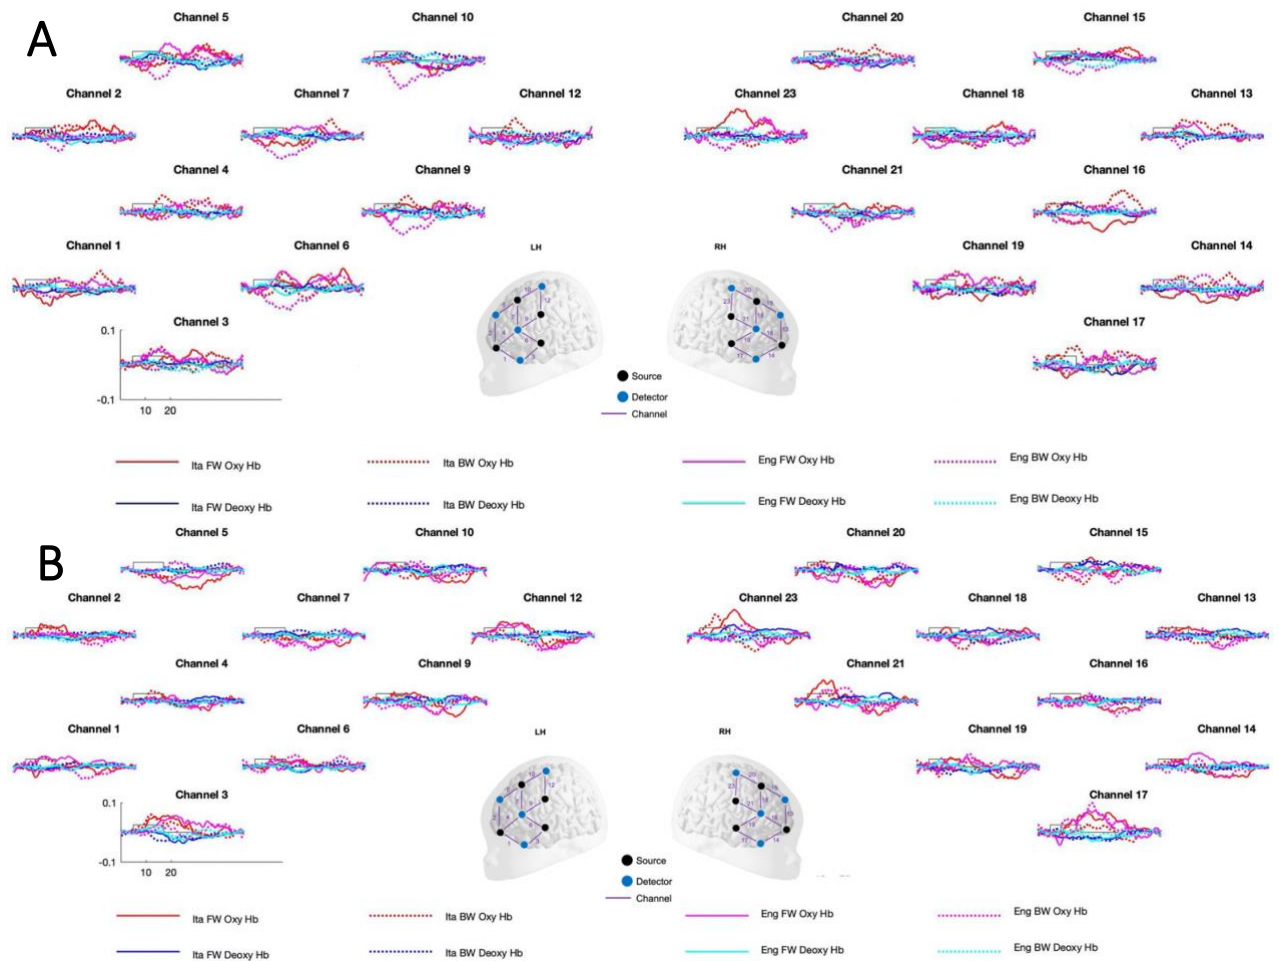 A
Channel 5 Channel 10 Channel 20 Channel 15
Channel 2 Channel 7 Channel 12 Channel 23 Channel 18 Channel 13
Channel 4 Channel 9 Channel 21 Channel 16
Channel 1 Channel 6 LH RH Channel 19 Channel 14
Channel 3 Channel 17
0.1
-0.1
10 20
Source
Detector
Channel
Ita FW Oxy Hb Ita BW Oxy Hb Eng FW Oxy Hb Eng BW Oxy Hb
Ita FW Deoxy Hb Ita BW Deoxy Hb Eng FW Deoxy Hb Eng BW Deoxy Hb
B
Channel 5 Channel 10 Channel 20 Channel 15
Channel 2 Channel 7 Channel 12 Channel 23 Channel 18 Channel 13
Channel 4 Channel 9 Channel 21 Channel 16
Channel 1 Channel 6 LH RH Channel 19 Channel 14
Channel 3 Channel 17
0.1
-0.1
10 20
Source
Detector
Channel
Ita FW Oxy Hb Ita BW Oxy Hb Eng FW Oxy Hb Eng BW Oxy Hb
Ita FW Deoxy Hb Ita BW Deoxy Hb Eng FW Deoxy Hb Eng BW Deoxy Hb